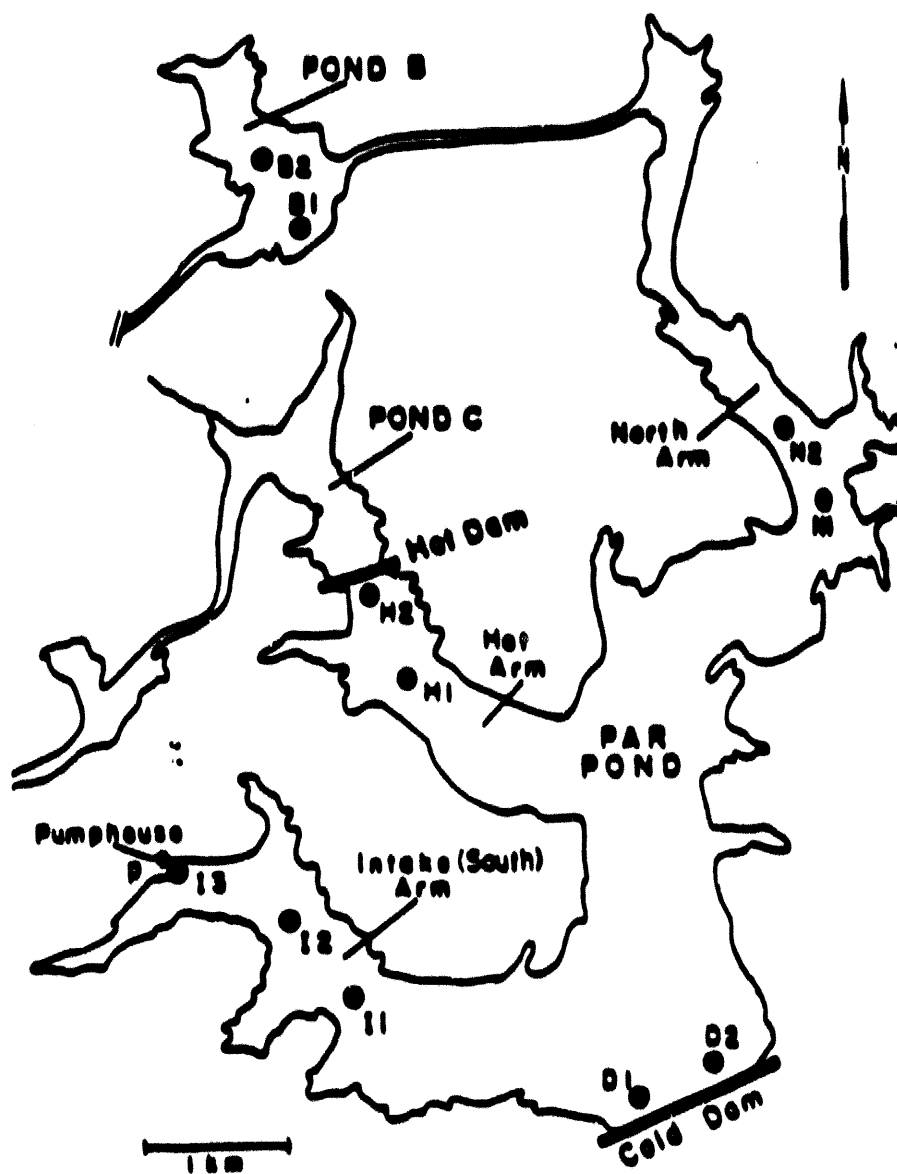 POND B
B2
B1
N
POND C
North
Arm
N2
Hot Dam
H2
Hot
Arm
H1
PAR
POND
Pumphouse
P
I3
Intake (South)
Arm
I2
I1
D2
D1
Cold Dam
1 km